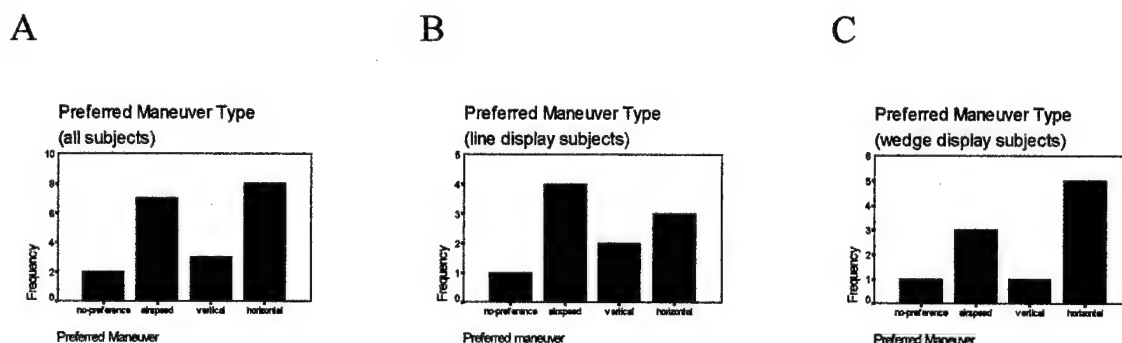 A
B
C
Preferred Maneuver Type
(all subjects)
10
8
6
4
2
0
Frequency
no-preference airspeed vertical horizontal
Preferred Maneuver
Preferred Maneuver Type
(line display subjects)
5
4
3
2
1
0
Frequency
no-preference airspeed vertical horizontal
Preferred maneuver
Preferred Maneuver Type
(wedge display subjects)
6
5
4
3
2
1
0
Frequency
no-preference airspeed vertical horizontal
Preferred Maneuver